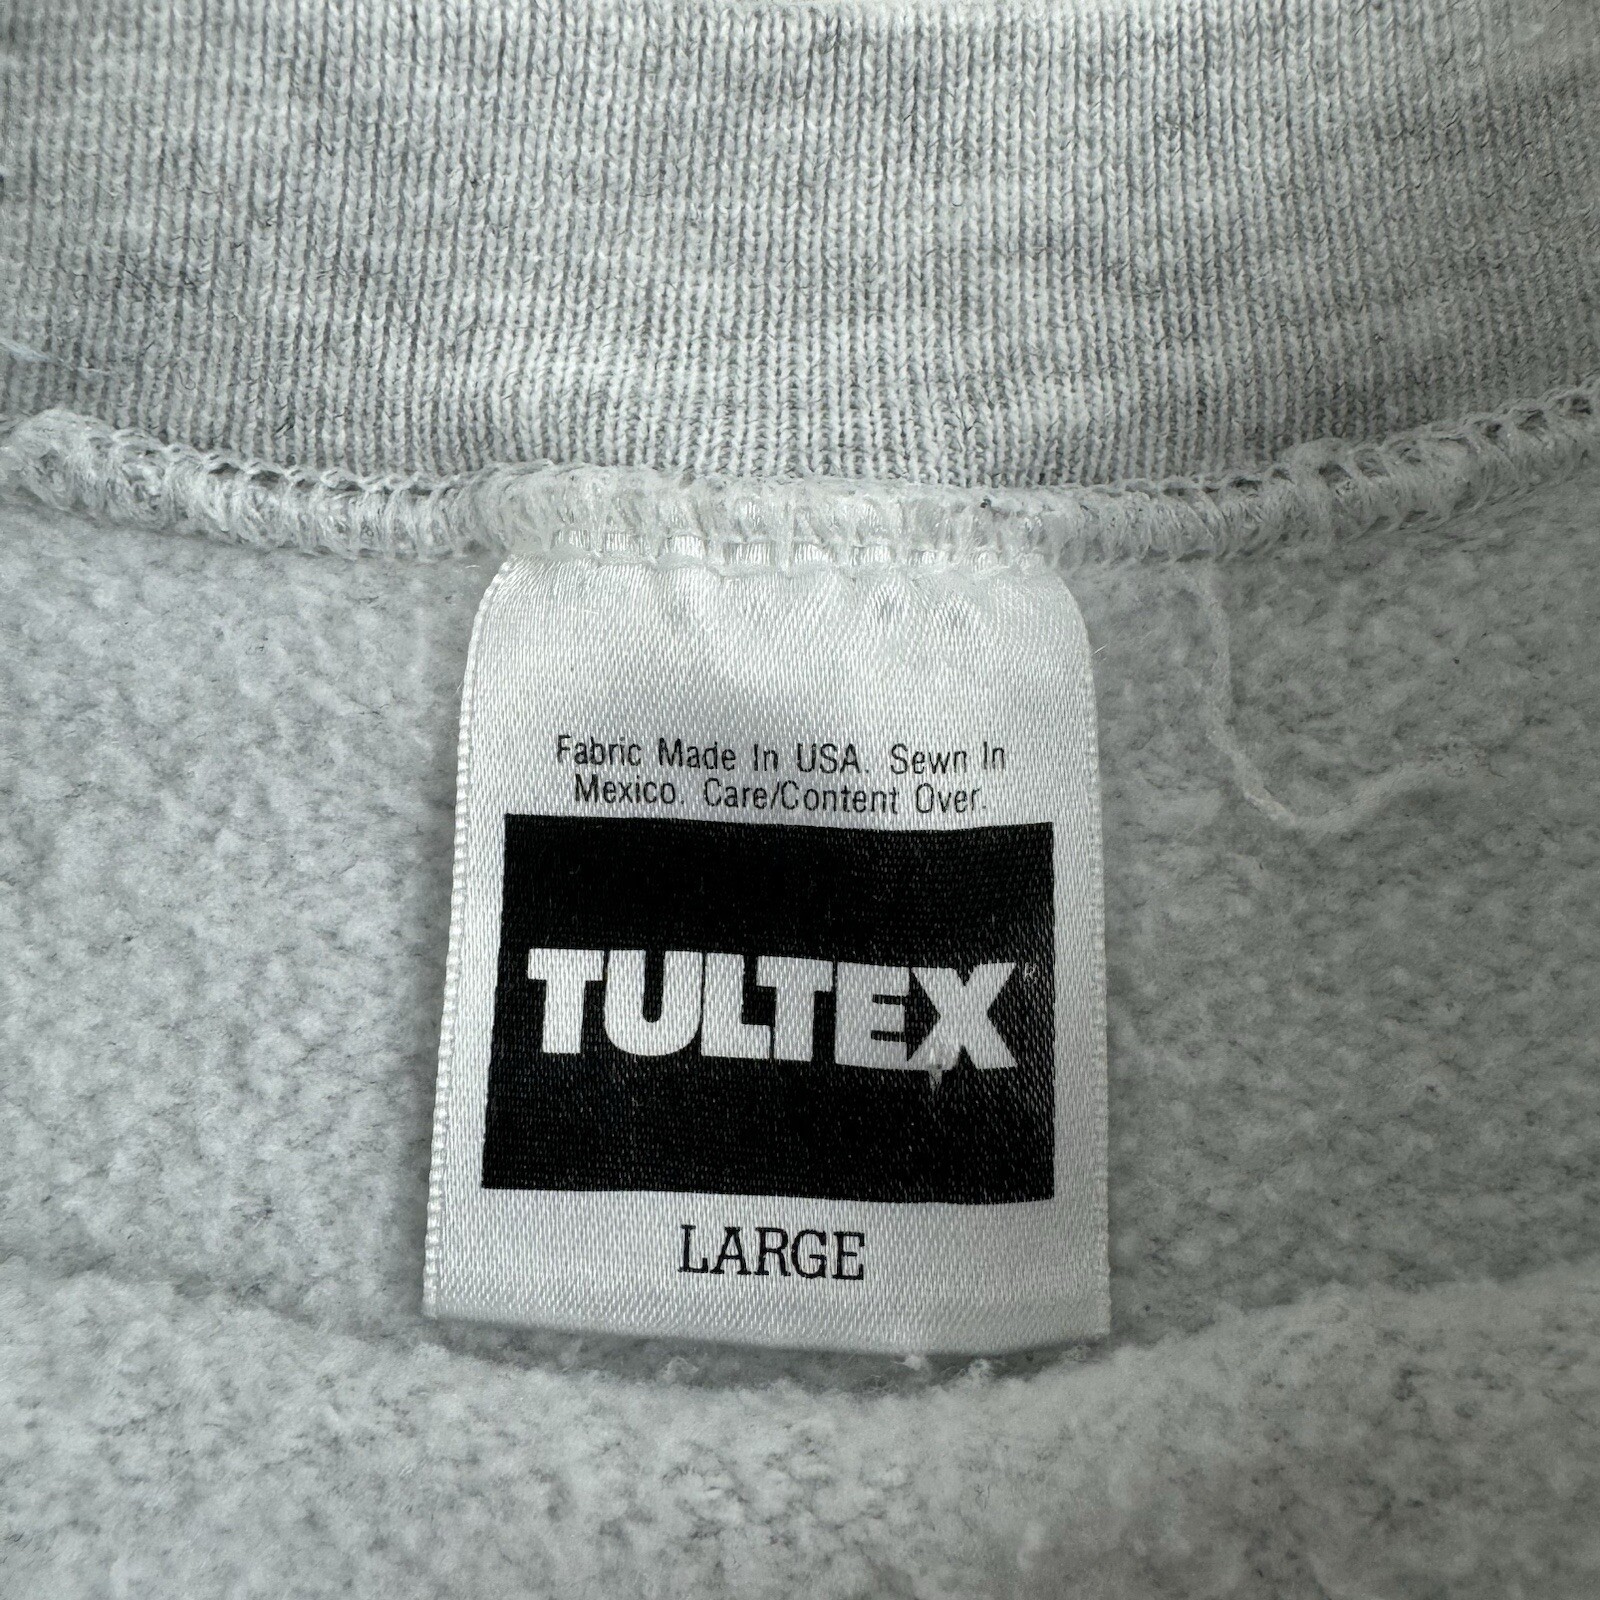 Fabric Made In USA. Sewn In
Mexico. Care/Content Over.
TULTEX®
LARGE